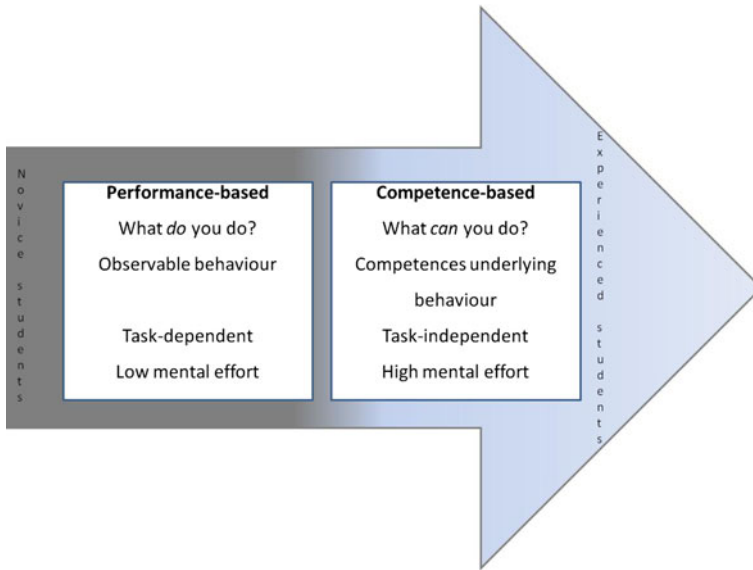 Novice students
Performance-based
What do you do?
Observable behaviour
Task-dependent
Low mental effort
Competence-based
What can you do?
Competences underlying
behaviour
Task-independent
High mental effort
Experienced students